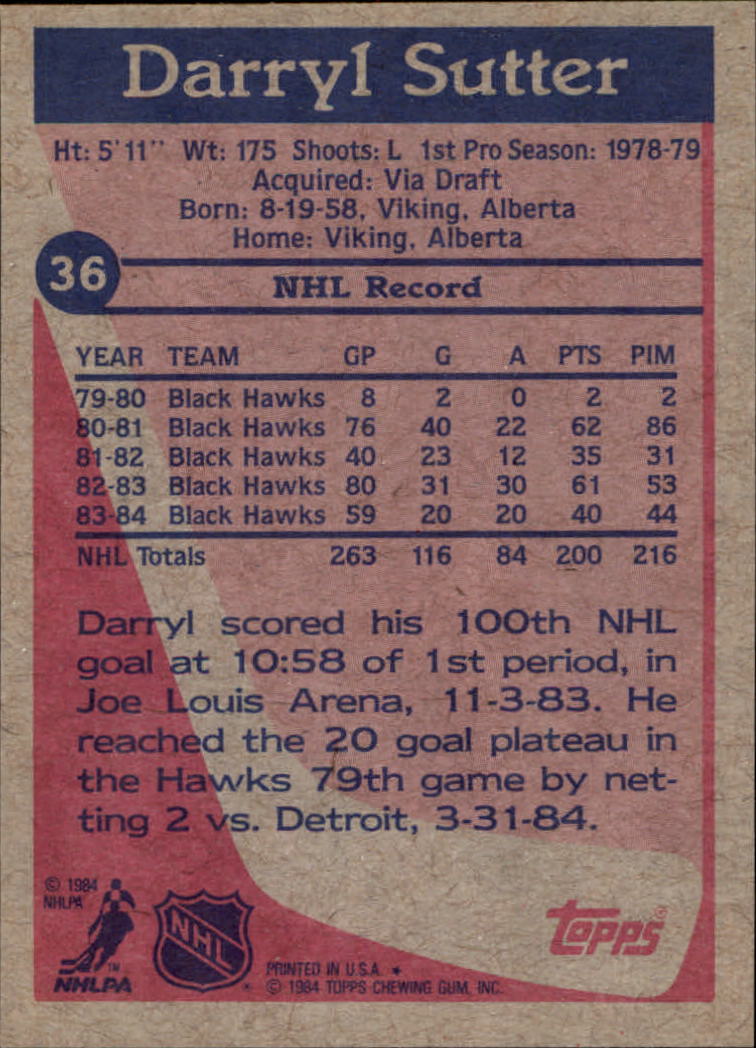 Darryl Sutter
Ht: 5'11" Wt: 175 Shoots: L 1st Pro Season: 1978-79
Acquired: Via Draft
Born: 8-19-58, Viking, Alberta
Home: Viking, Alberta
36
NHL Record
YEAR TEAM GP G A PTS PIM
79-80 Black Hawks 8 2 0 2 2
80-81 Black Hawks 76 40 22 62 86
81-82 Black Hawks 40 23 12 35 31
82-83 Black Hawks 80 31 30 61 53
83-84 Black Hawks 59 20 20 40 44
NHL Totals 263 116 84 200 216
Darryl scored his 100th NHL
goal at 10:58 of 1st period, in
Joe Louis Arena, 11-3-83. He
reached the 20 goal plateau in
the Hawks 79th game by net-
ting 2 vs. Detroit, 3-31-84.
© 1984
NHLPA
TM
NHLPA
NHL
®
PRINTED IN U.S.A. ★
© 1984 TOPPS CHEWING GUM, INC.
topps®